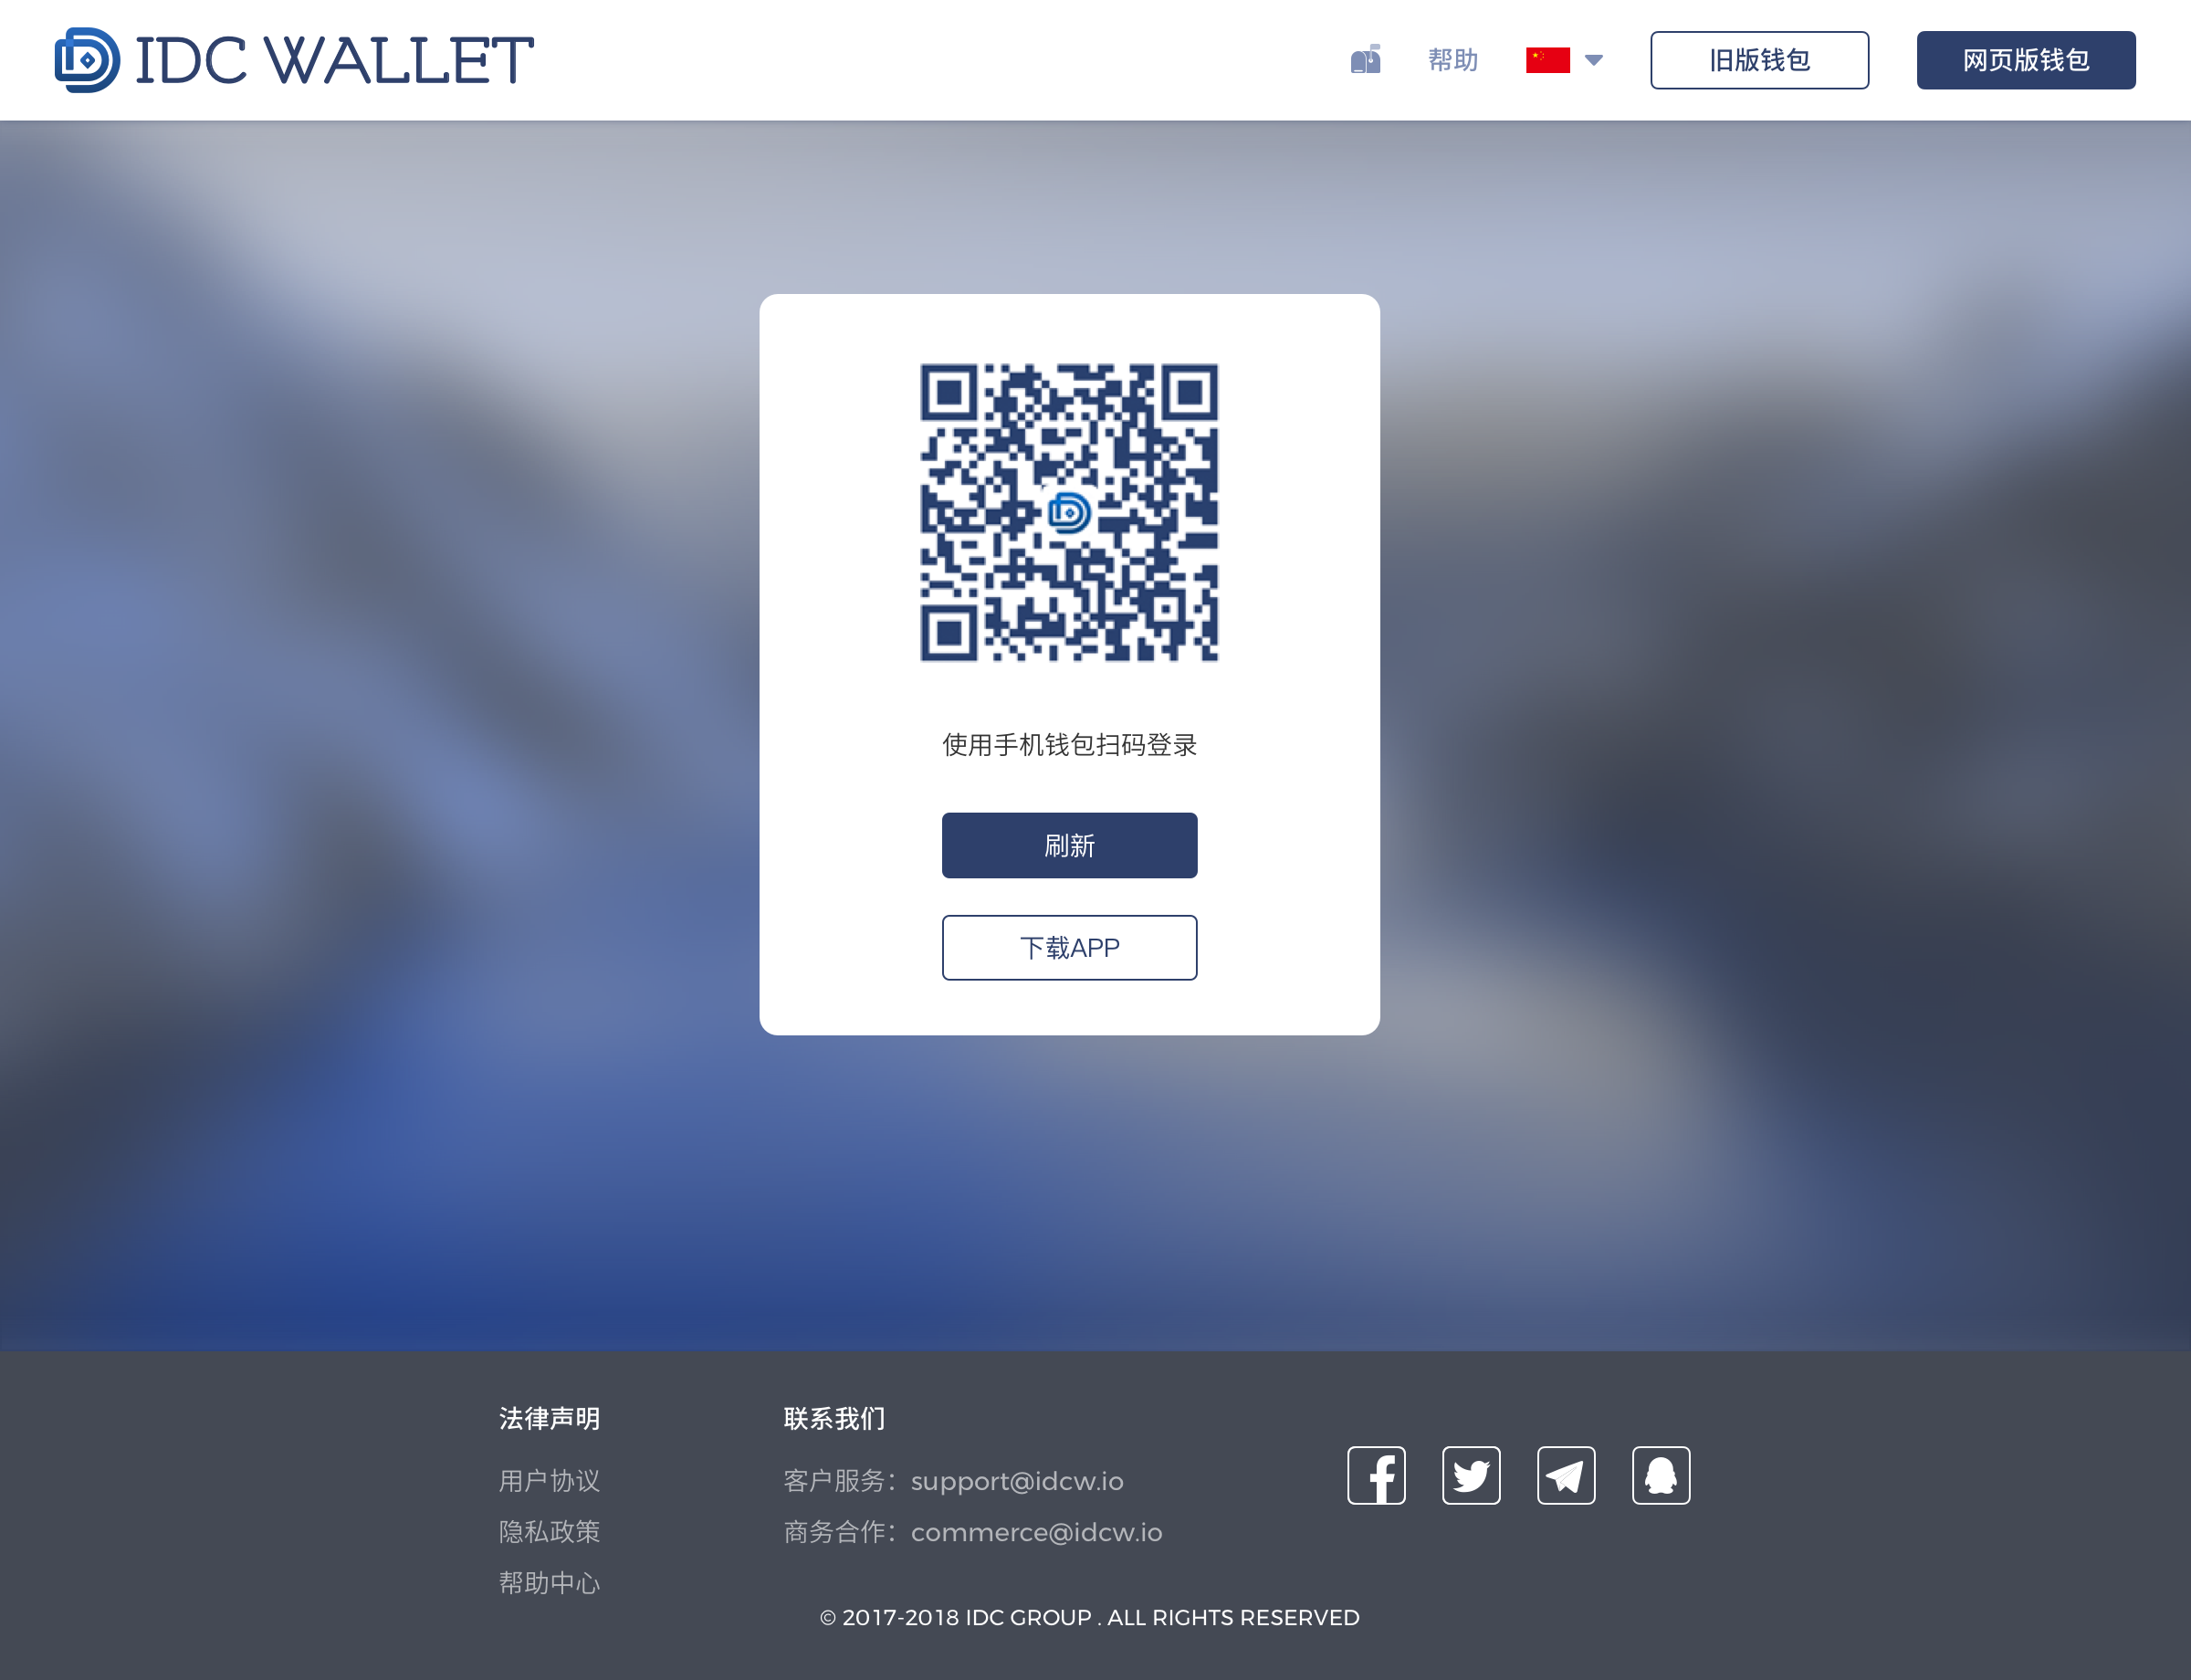 IDC WALLET
帮助
旧版钱包
网页版钱包
使用手机钱包扫码登录
刷新
下载APP
法律声明
用户协议
隐私政策
帮助中心
联系我们
客户服务：support@idcw.io
商务合作：commerce@idcw.io
© 2017-2018 IDC GROUP . ALL RIGHTS RESERVED